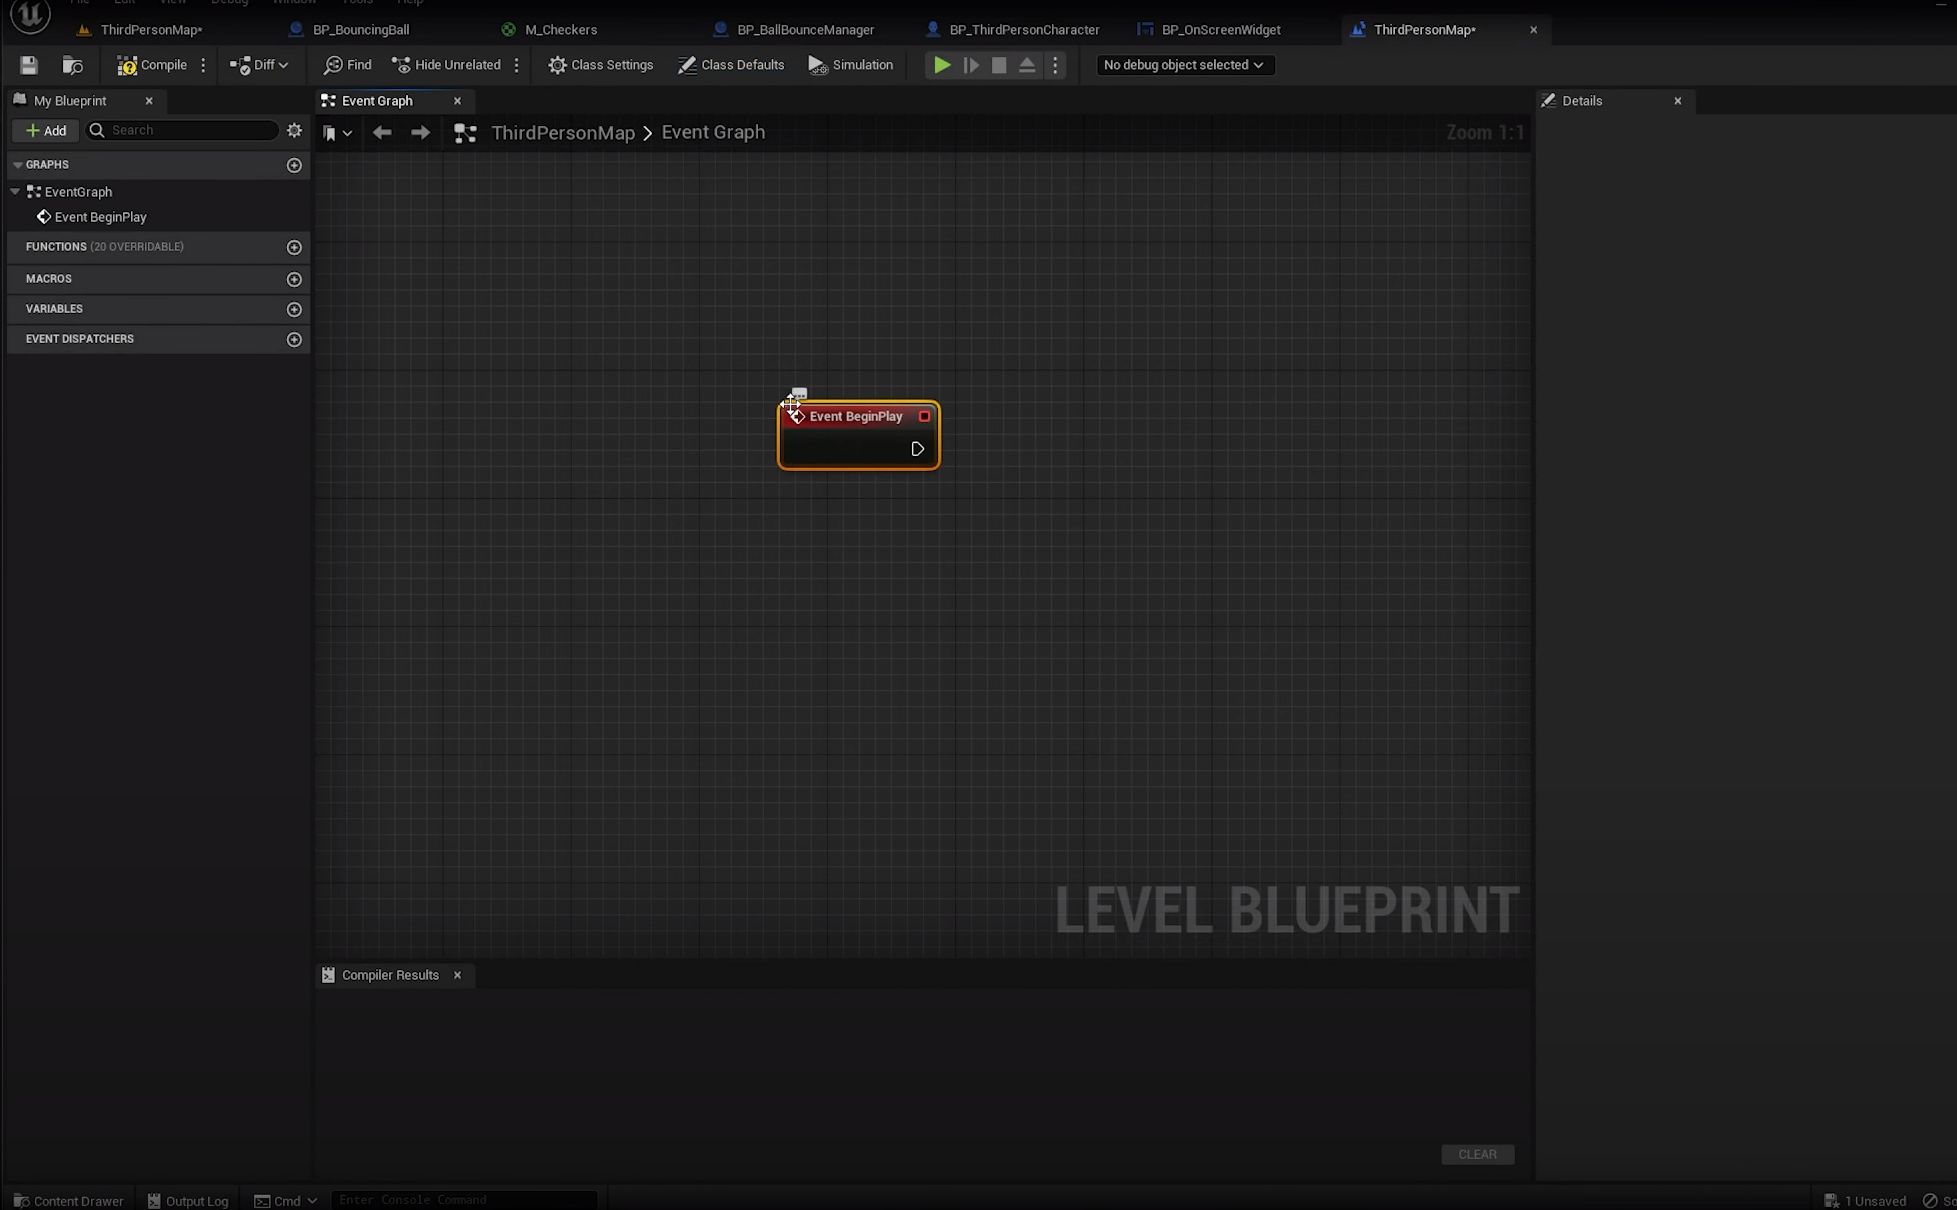 File Edit View Debug Window Tools Help
ThirdPersonMap* BP_BouncingBall M_Checkers BP_BallBounceManager BP_ThirdPersonCharacter BP_OnScreenWidget ThirdPersonMap*
Compile Diff Find Hide Unrelated Class Settings Class Defaults Simulation No debug object selected
My Blueprint Event Graph Details
Add Search ThirdPersonMap > Event Graph Zoom 1:1
GRAPHS
EventGraph
Event BeginPlay
FUNCTIONS (20 OVERRIDABLE)
MACROS
VARIABLES
EVENT DISPATCHERS
Event BeginPlay
LEVEL BLUEPRINT
Compiler Results
CLEAR
Content Drawer Output Log Cmd Enter Console Command 1 Unsaved